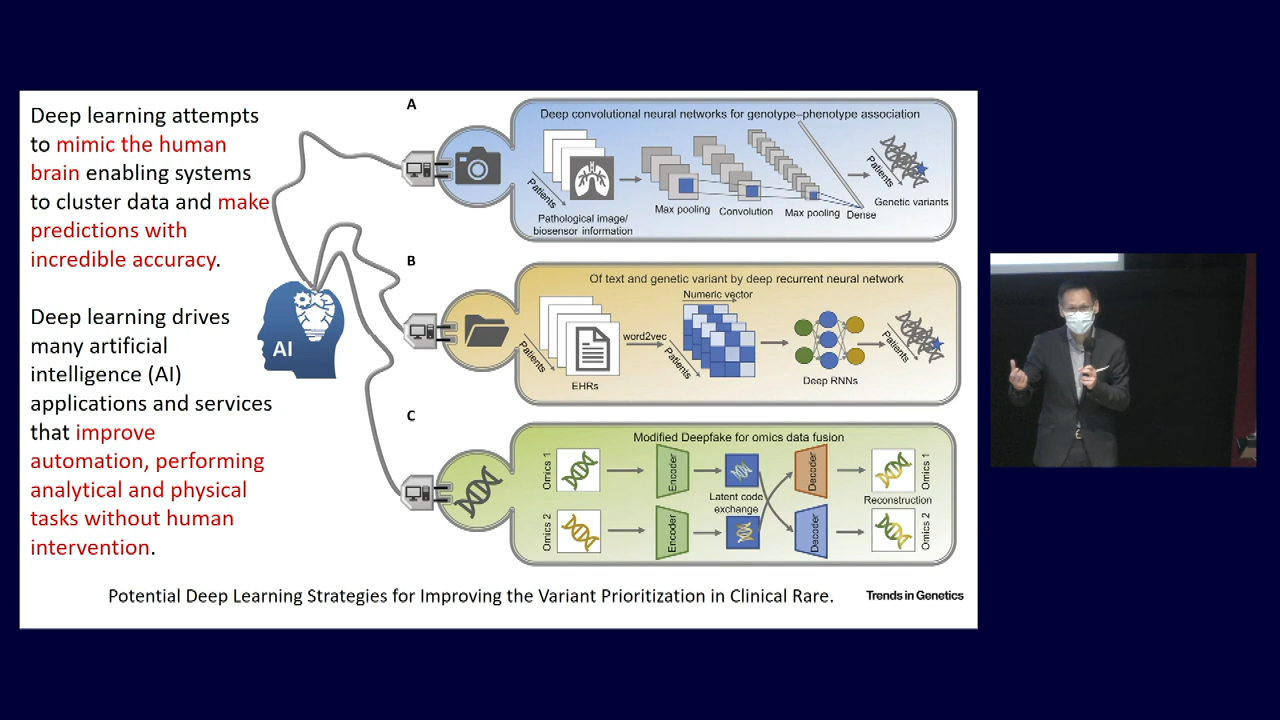 Deep learning attempts
to mimic the human
brain enabling systems
to cluster data and make
predictions with
incredible accuracy.
Deep learning drives
many artificial
intelligence (AI)
applications and services
that improve
automation, performing
analytical and physical
tasks without human
intervention.
AI
A
Deep convolutional neural networks for genotype–phenotype association
Patients
Pathological image/
biosensor information
Max pooling
Convolution
Max pooling
Dense
Patients
Genetic variants
B
Of text and genetic variant by deep recurrent neural network
Patients
EHRs
word2vec
Numeric vector
Patients
Deep RNNs
Patients
C
Modified Deepfake for omics data fusion
Omics 1
Encoder
Decoder
Omics 1
Latent code
exchange
Reconstruction
Omics 2
Encoder
Decoder
Omics 2
Potential Deep Learning Strategies for Improving the Variant Prioritization in Clinical Rare.
Trends in Genetics